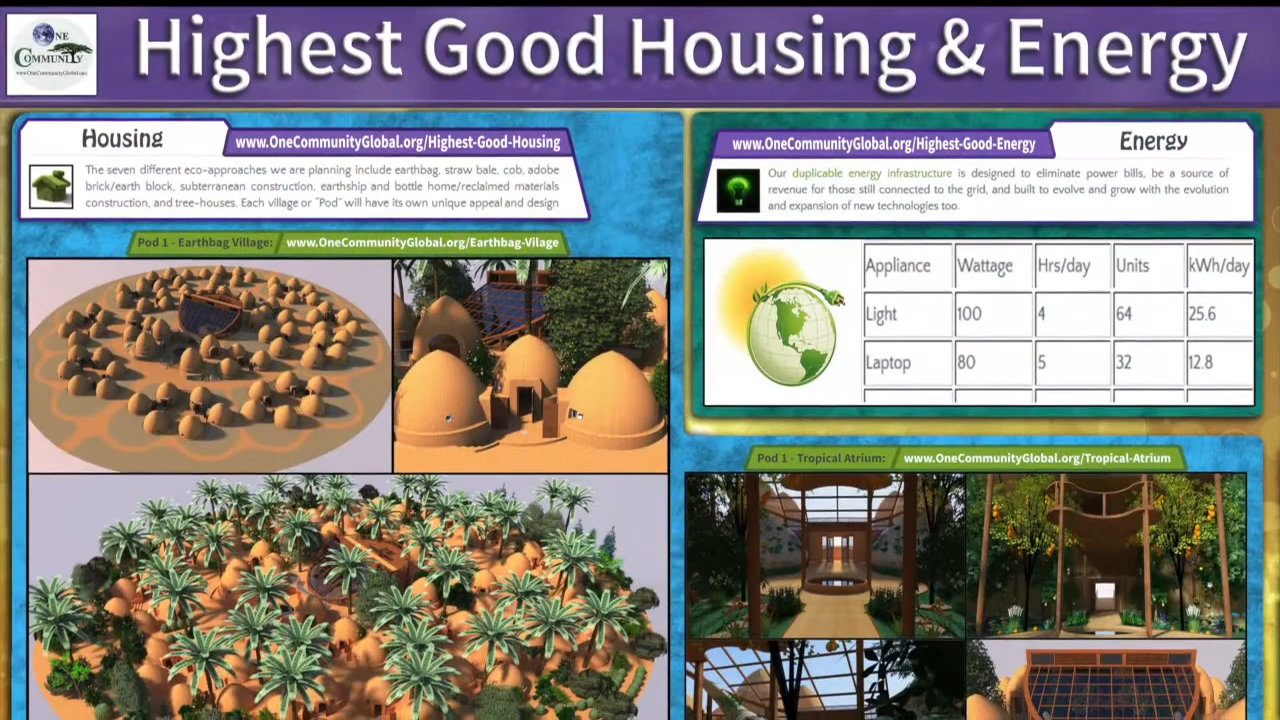 ONE
COMMUNITY
www.OneCommunityGlobal.org
Highest Good Housing & Energy
Housing
www.OneCommunityGlobal.org/Highest-Good-Housing
The seven different eco-approaches we are planning include earthbag, straw bale, cob, adobe
brick/earth block, subterranean construction, earthship and bottle home/reclaimed materials
construction, and tree-houses. Each village or "Pod" will have its own unique appeal and design
Pod 1 - Earthbag Village: www.OneCommunityGlobal.org/Earthbag-Vilage
www.OneCommunityGlobal.org/Highest-Good-Energy
Energy
Our duplicable energy infrastructure is designed to eliminate power bills, be a source of
revenue for those still connected to the grid, and built to evolve and grow with the evolution
and expansion of new technologies too.
Appliance Wattage Hrs/day Units kWh/day
Light 100 4 64 25.6
Laptop 80 5 32 12.8
Pod 1 - Tropical Atrium: www.OneCommunityGlobal.org/Tropical-Atrium